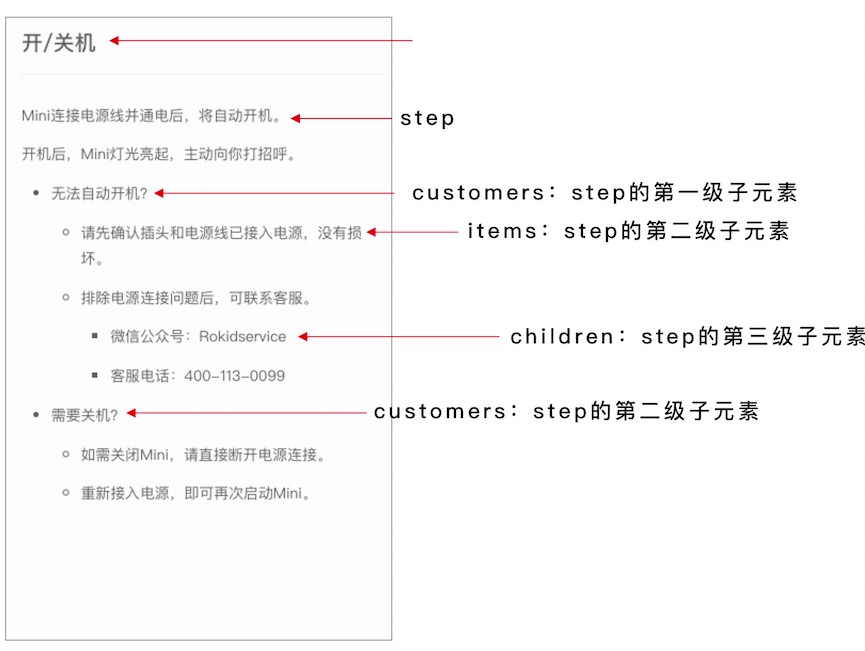 开/关机
Mini连接电源线并通电后，将自动开机。
step
开机后，Mini灯光亮起，主动向你打招呼。
无法自动开机?
customers：step的第一级子元素
请先确认插头和电源线已接入电源，没有损
坏。
items：step的第二级子元素
排除电源连接问题后，可联系客服。
微信公众号：Rokidservice
children：step的第三级子元素
客服电话：400-113-0099
需要关机?
customers：step的第二级子元素
如需关闭Mini，请直接断开电源连接。
重新接入电源，即可再次启动Mini。